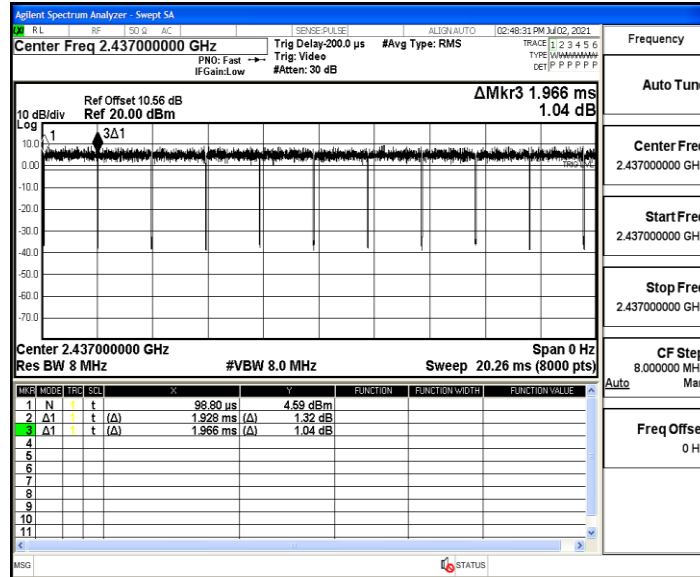 Agilent Spectrum Analyzer - Swept SA
RL RF 50 Ω AC SENSE:PULSE ALIGNAUTO 02:48:31 PM Jul 02, 2021
Center Freq 2.437000000 GHz
PNO: Fast
IFGain:Low
Trig Delay-200.0 µs
Trig: Video
#Atten: 30 dB
#Avg Type: RMS
TRACE 1 2 3 4 5 6
TYPE WWWWWW
DET P P P P P P
Frequency
ΔMkr3 1.966 ms
1.04 dB
Ref Offset 10.56 dB
10 dB/div Ref 20.00 dBm
Log
1
3Δ1
10.0
0.00
-10.0
-20.0
-30.0
-40.0
-50.0
-60.0
-70.0
TRIG LVL
Center 2.437000000 GHz
Span 0 Hz
Res BW 8 MHz
#VBW 8.0 MHz
Sweep 20.26 ms (8000 pts)
MKR MODE TRC SCL X Y FUNCTION FUNCTION WIDTH FUNCTION VALUE
1 N 1 t 98.80 µs 4.59 dBm
2 Δ1 1 t (Δ) 1.928 ms (Δ) 1.32 dB
3 Δ1 1 t (Δ) 1.966 ms (Δ) 1.04 dB
4
5
6
7
8
9
10
11
MSG
STATUS
Auto Tun
Center Fre
2.437000000 GH
Start Fre
2.437000000 GH
Stop Fre
2.437000000 GH
CF Step
8.000000 MH
Auto Ma
Freq Offse
0 H